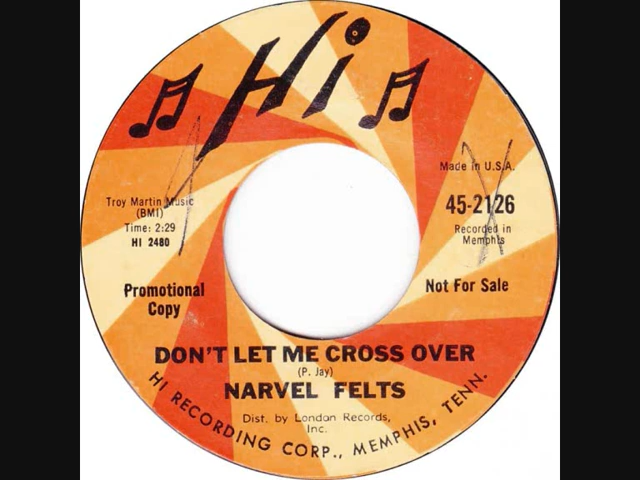 Hi
Made in U.S.A.
Troy Martin Music
(BMI)
Time: 2:29
HI 2480
45-2126
Recorded in
Memphis
Promotional
Copy
Not For Sale
DON'T LET ME CROSS OVER
(P. Jay)
NARVEL FELTS
Dist. by London Records,
Inc.
HI RECORDING CORP., MEMPHIS, TENN.